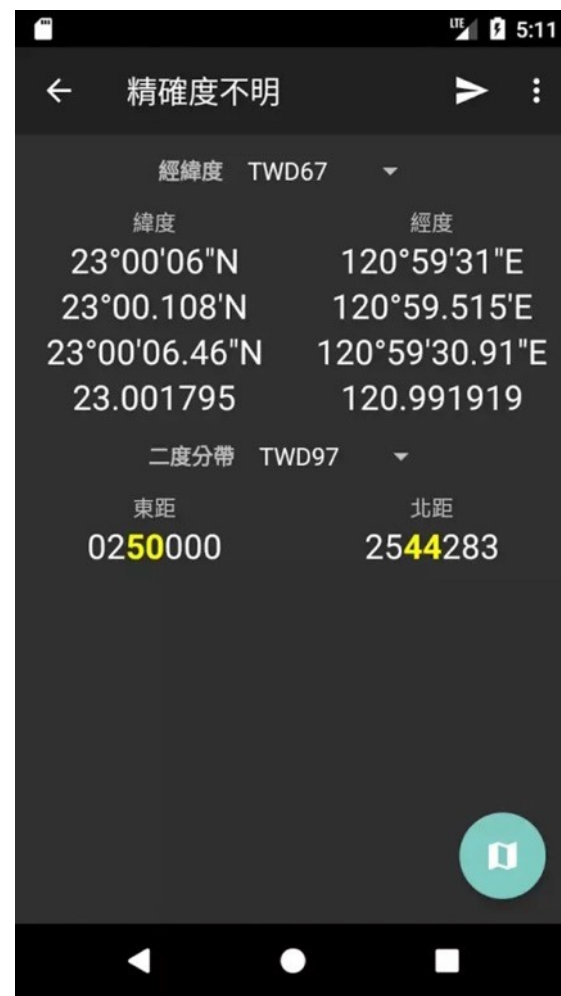 LTE 5:11
精確度不明
經緯度 TWD67
緯度 經度
23°00'06"N 120°59'31"E
23°00.108'N 120°59.515'E
23°00'06.46"N 120°59'30.91"E
23.001795 120.991919
二度分帶 TWD97
東距 北距
0250000 2544283